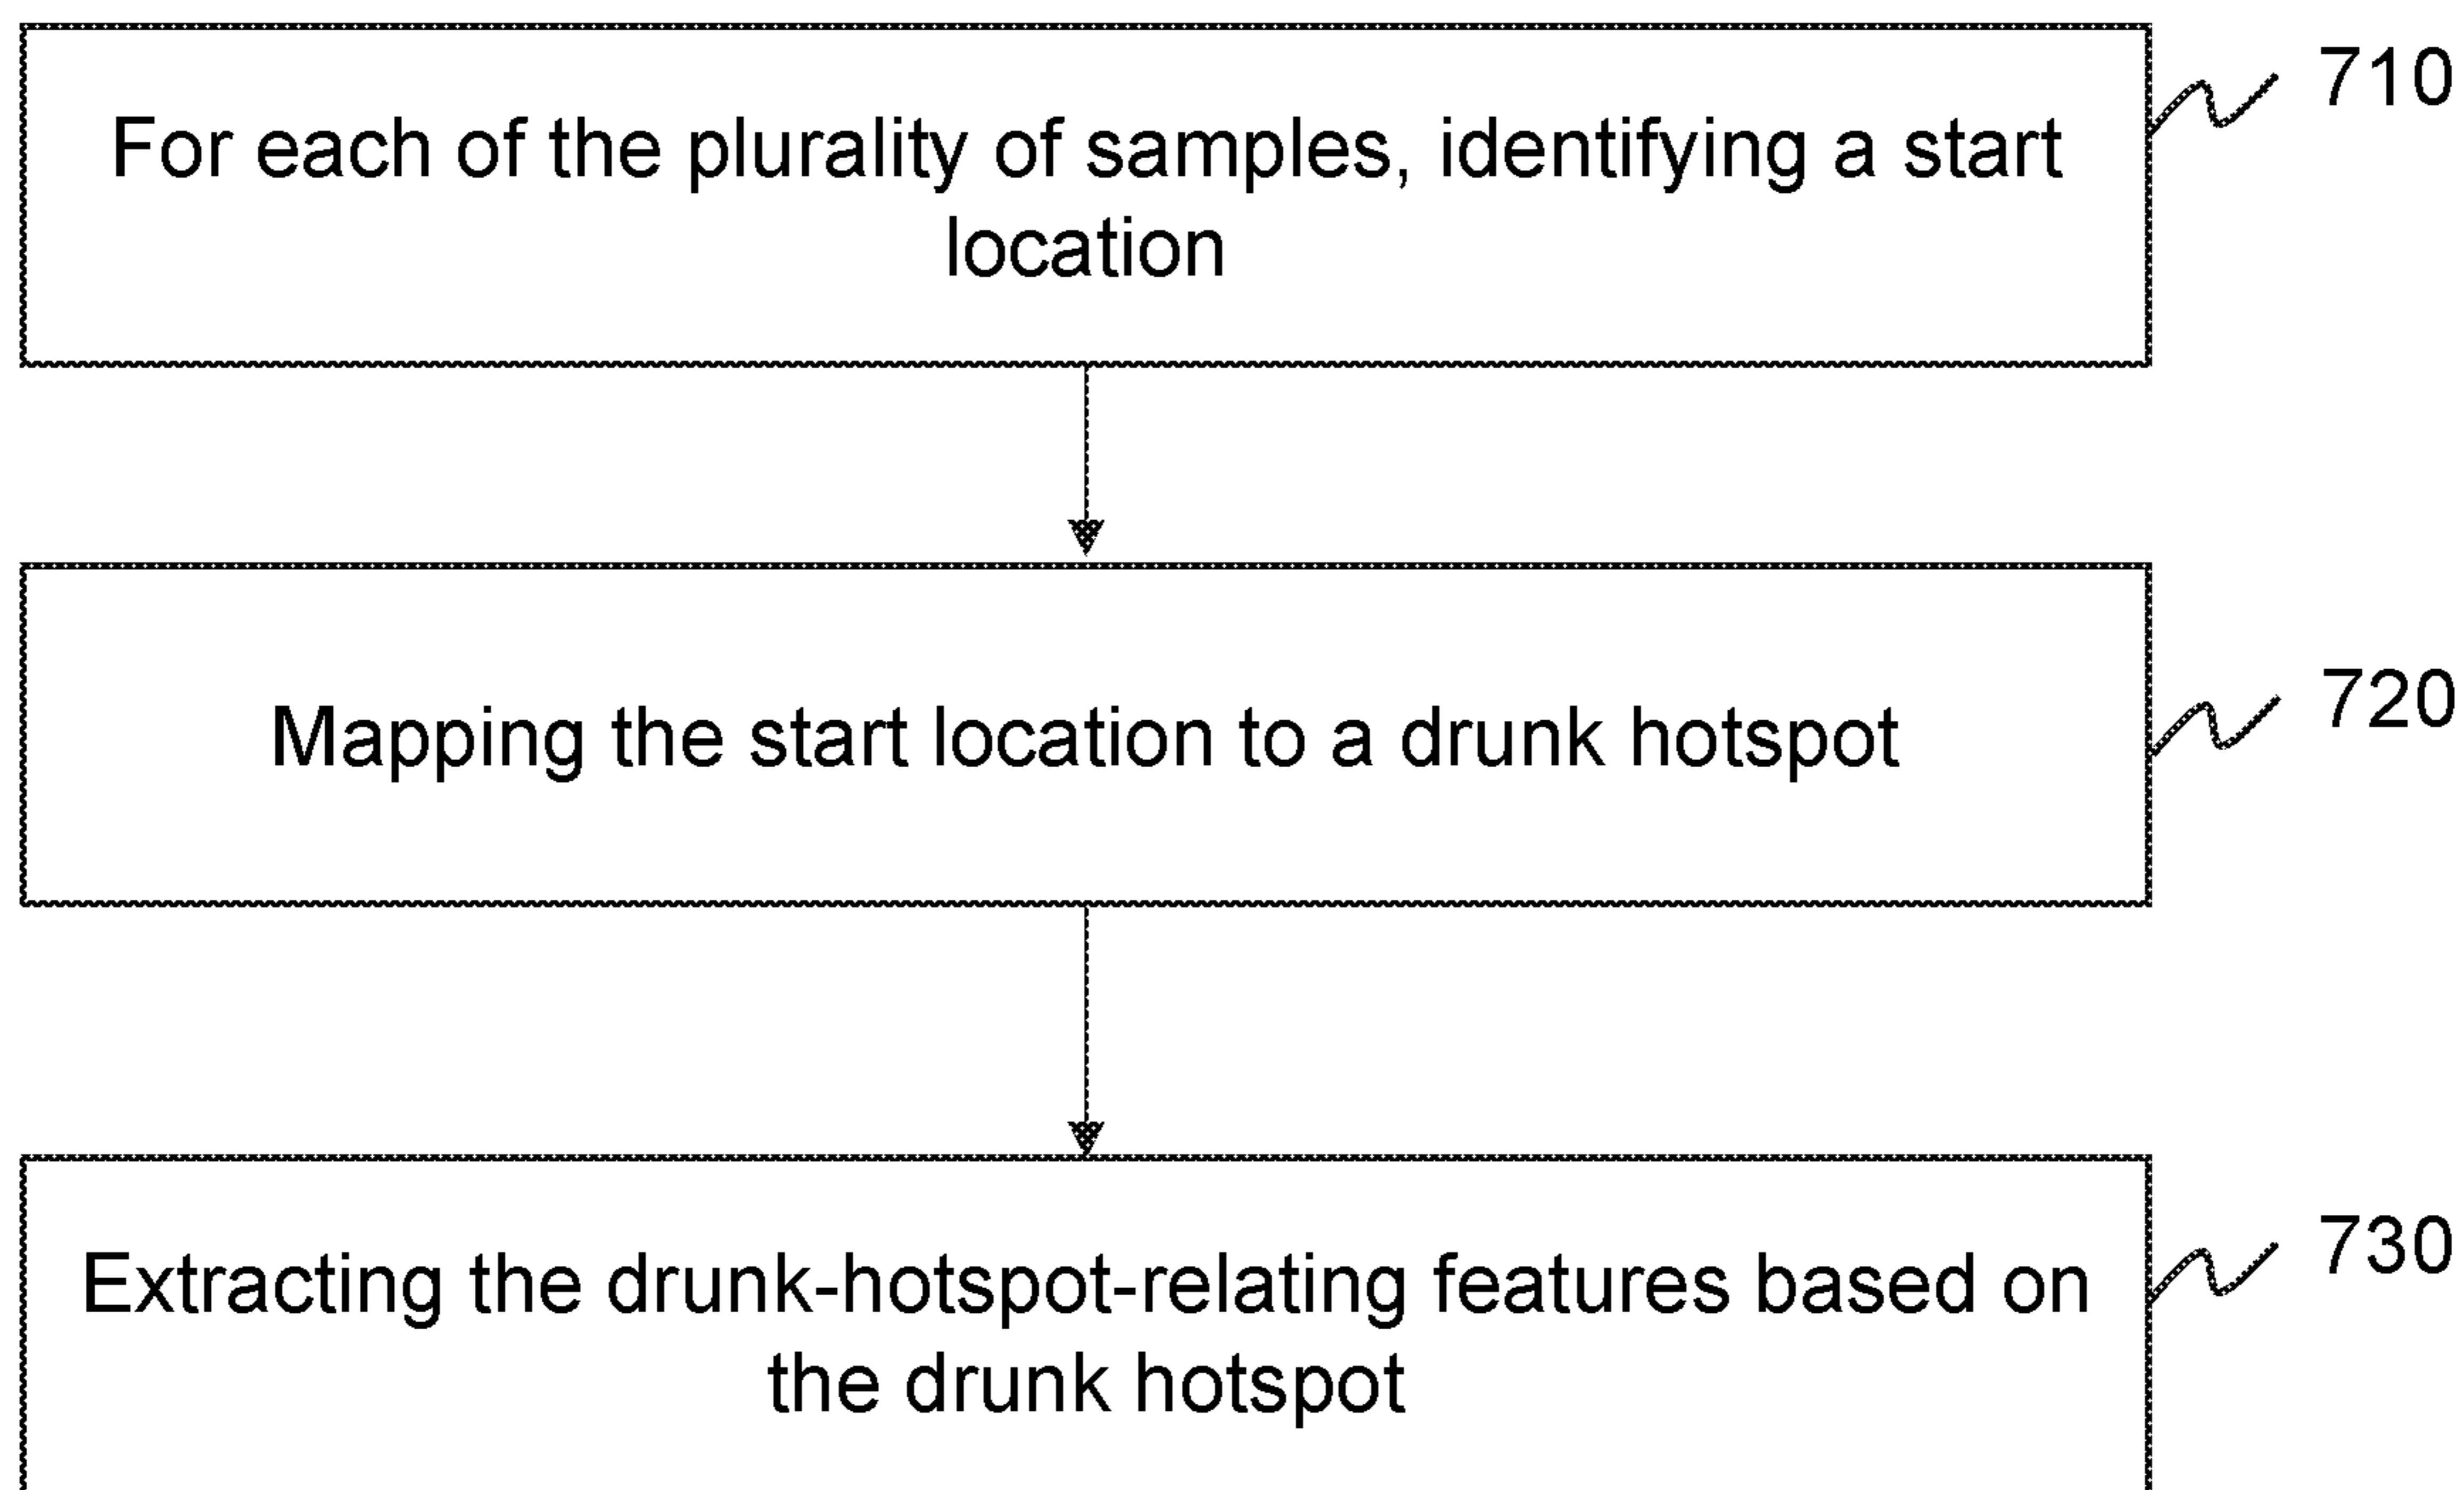 710
For each of the plurality of samples, identifying a start
location
720
Mapping the start location to a drunk hotspot
730
Extracting the drunk-hotspot-relating features based on
the drunk hotspot